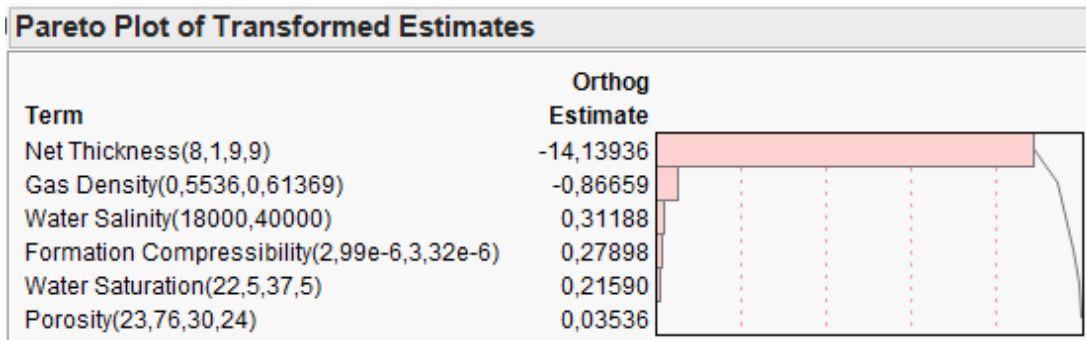 Pareto Plot of Transformed Estimates
Orthog
Term Estimate
Net Thickness(8,1,9,9) -14,13936
Gas Density(0,5536,0,61369) -0,86659
Water Salinity(18000,40000) 0,31188
Formation Compressibility(2,99e-6,3,32e-6) 0,27898
Water Saturation(22,5,37,5) 0,21590
Porosity(23,76,30,24) 0,03536